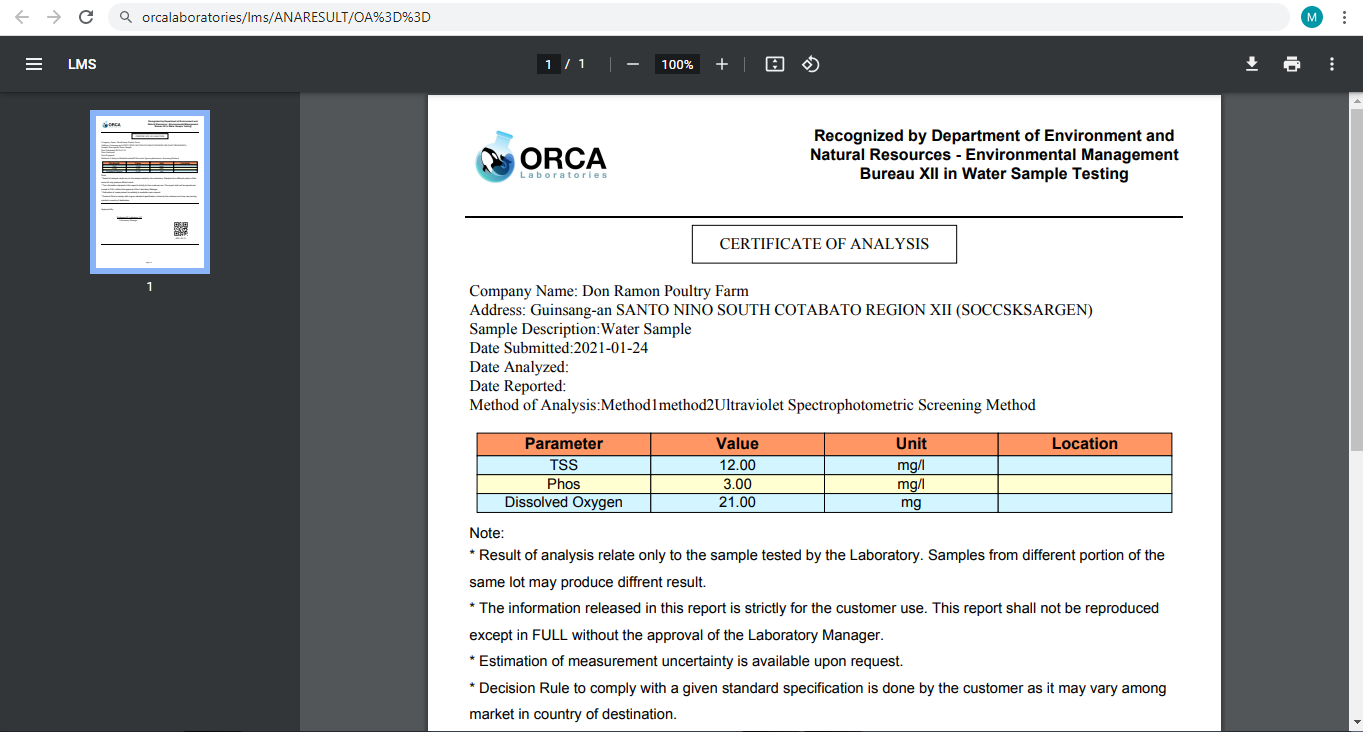 orcalaboratories/lms/ANARESULT/OA%3D%3D
M
LMS
1 / 1
100%
1
ORCA
Laboratories
Recognized by Department of Environment and
Natural Resources - Environmental Management
Bureau XII in Water Sample Testing
CERTIFICATE OF ANALYSIS
Company Name: Don Ramon Poultry Farm
Address: Guinsang-an SANTO NINO SOUTH COTABATO REGION XII (SOCCSKSARGEN)
Sample Description:Water Sample
Date Submitted:2021-01-24
Date Analyzed:
Date Reported:
Method of Analysis:Method1method2Ultraviolet Spectrophotometric Screening Method
Parameter Value Unit Location
TSS 12.00 mg/l
Phos 3.00 mg/l
Dissolved Oxygen 21.00 mg
Note:
* Result of analysis relate only to the sample tested by the Laboratory. Samples from different portion of the
same lot may produce diffrent result.
* The information released in this report is strictly for the customer use. This report shall not be reproduced
except in FULL without the approval of the Laboratory Manager.
* Estimation of measurement uncertainty is available upon request.
* Decision Rule to comply with a given standard specification is done by the customer as it may vary among
market in country of destination.